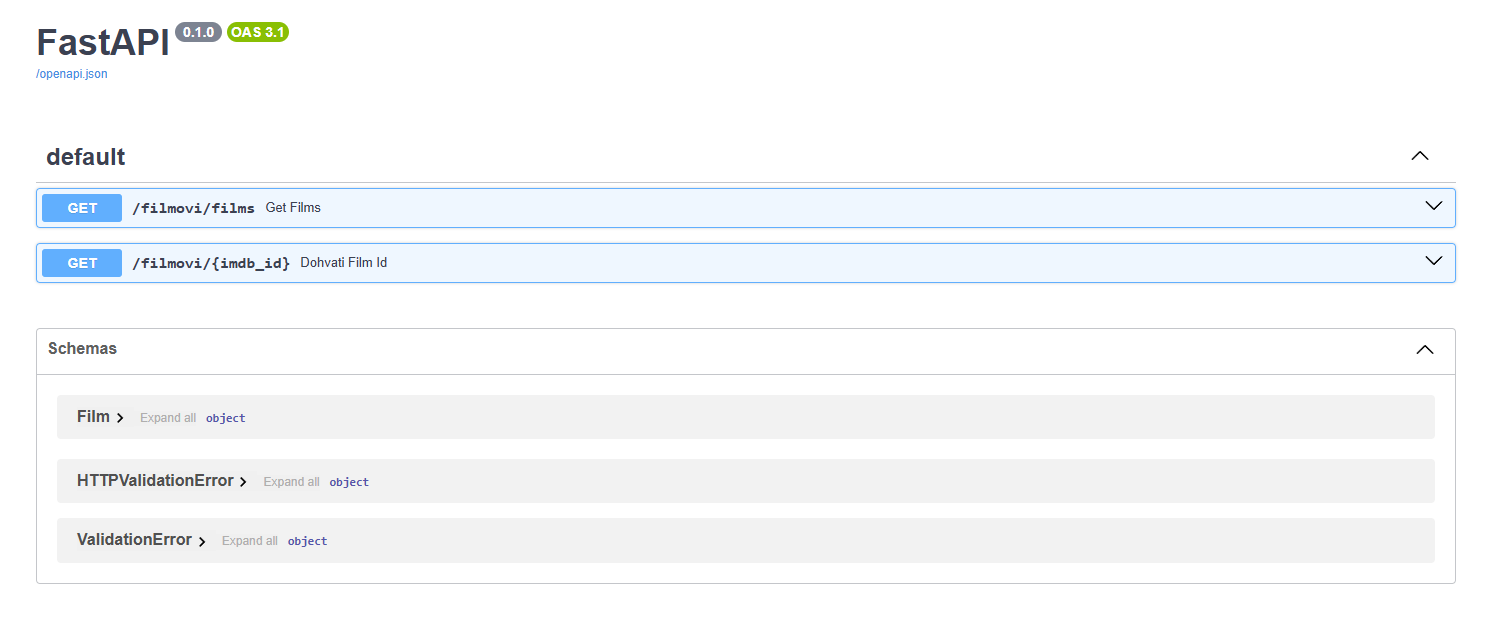 FastAPI 0.1.0 OAS 3.1
/openapi.json
default
GET /filmovi/films Get Films
GET /filmovi/{imdb_id} Dohvati Film Id
Schemas
Film Expand all object
HTTPValidationError Expand all object
ValidationError Expand all object